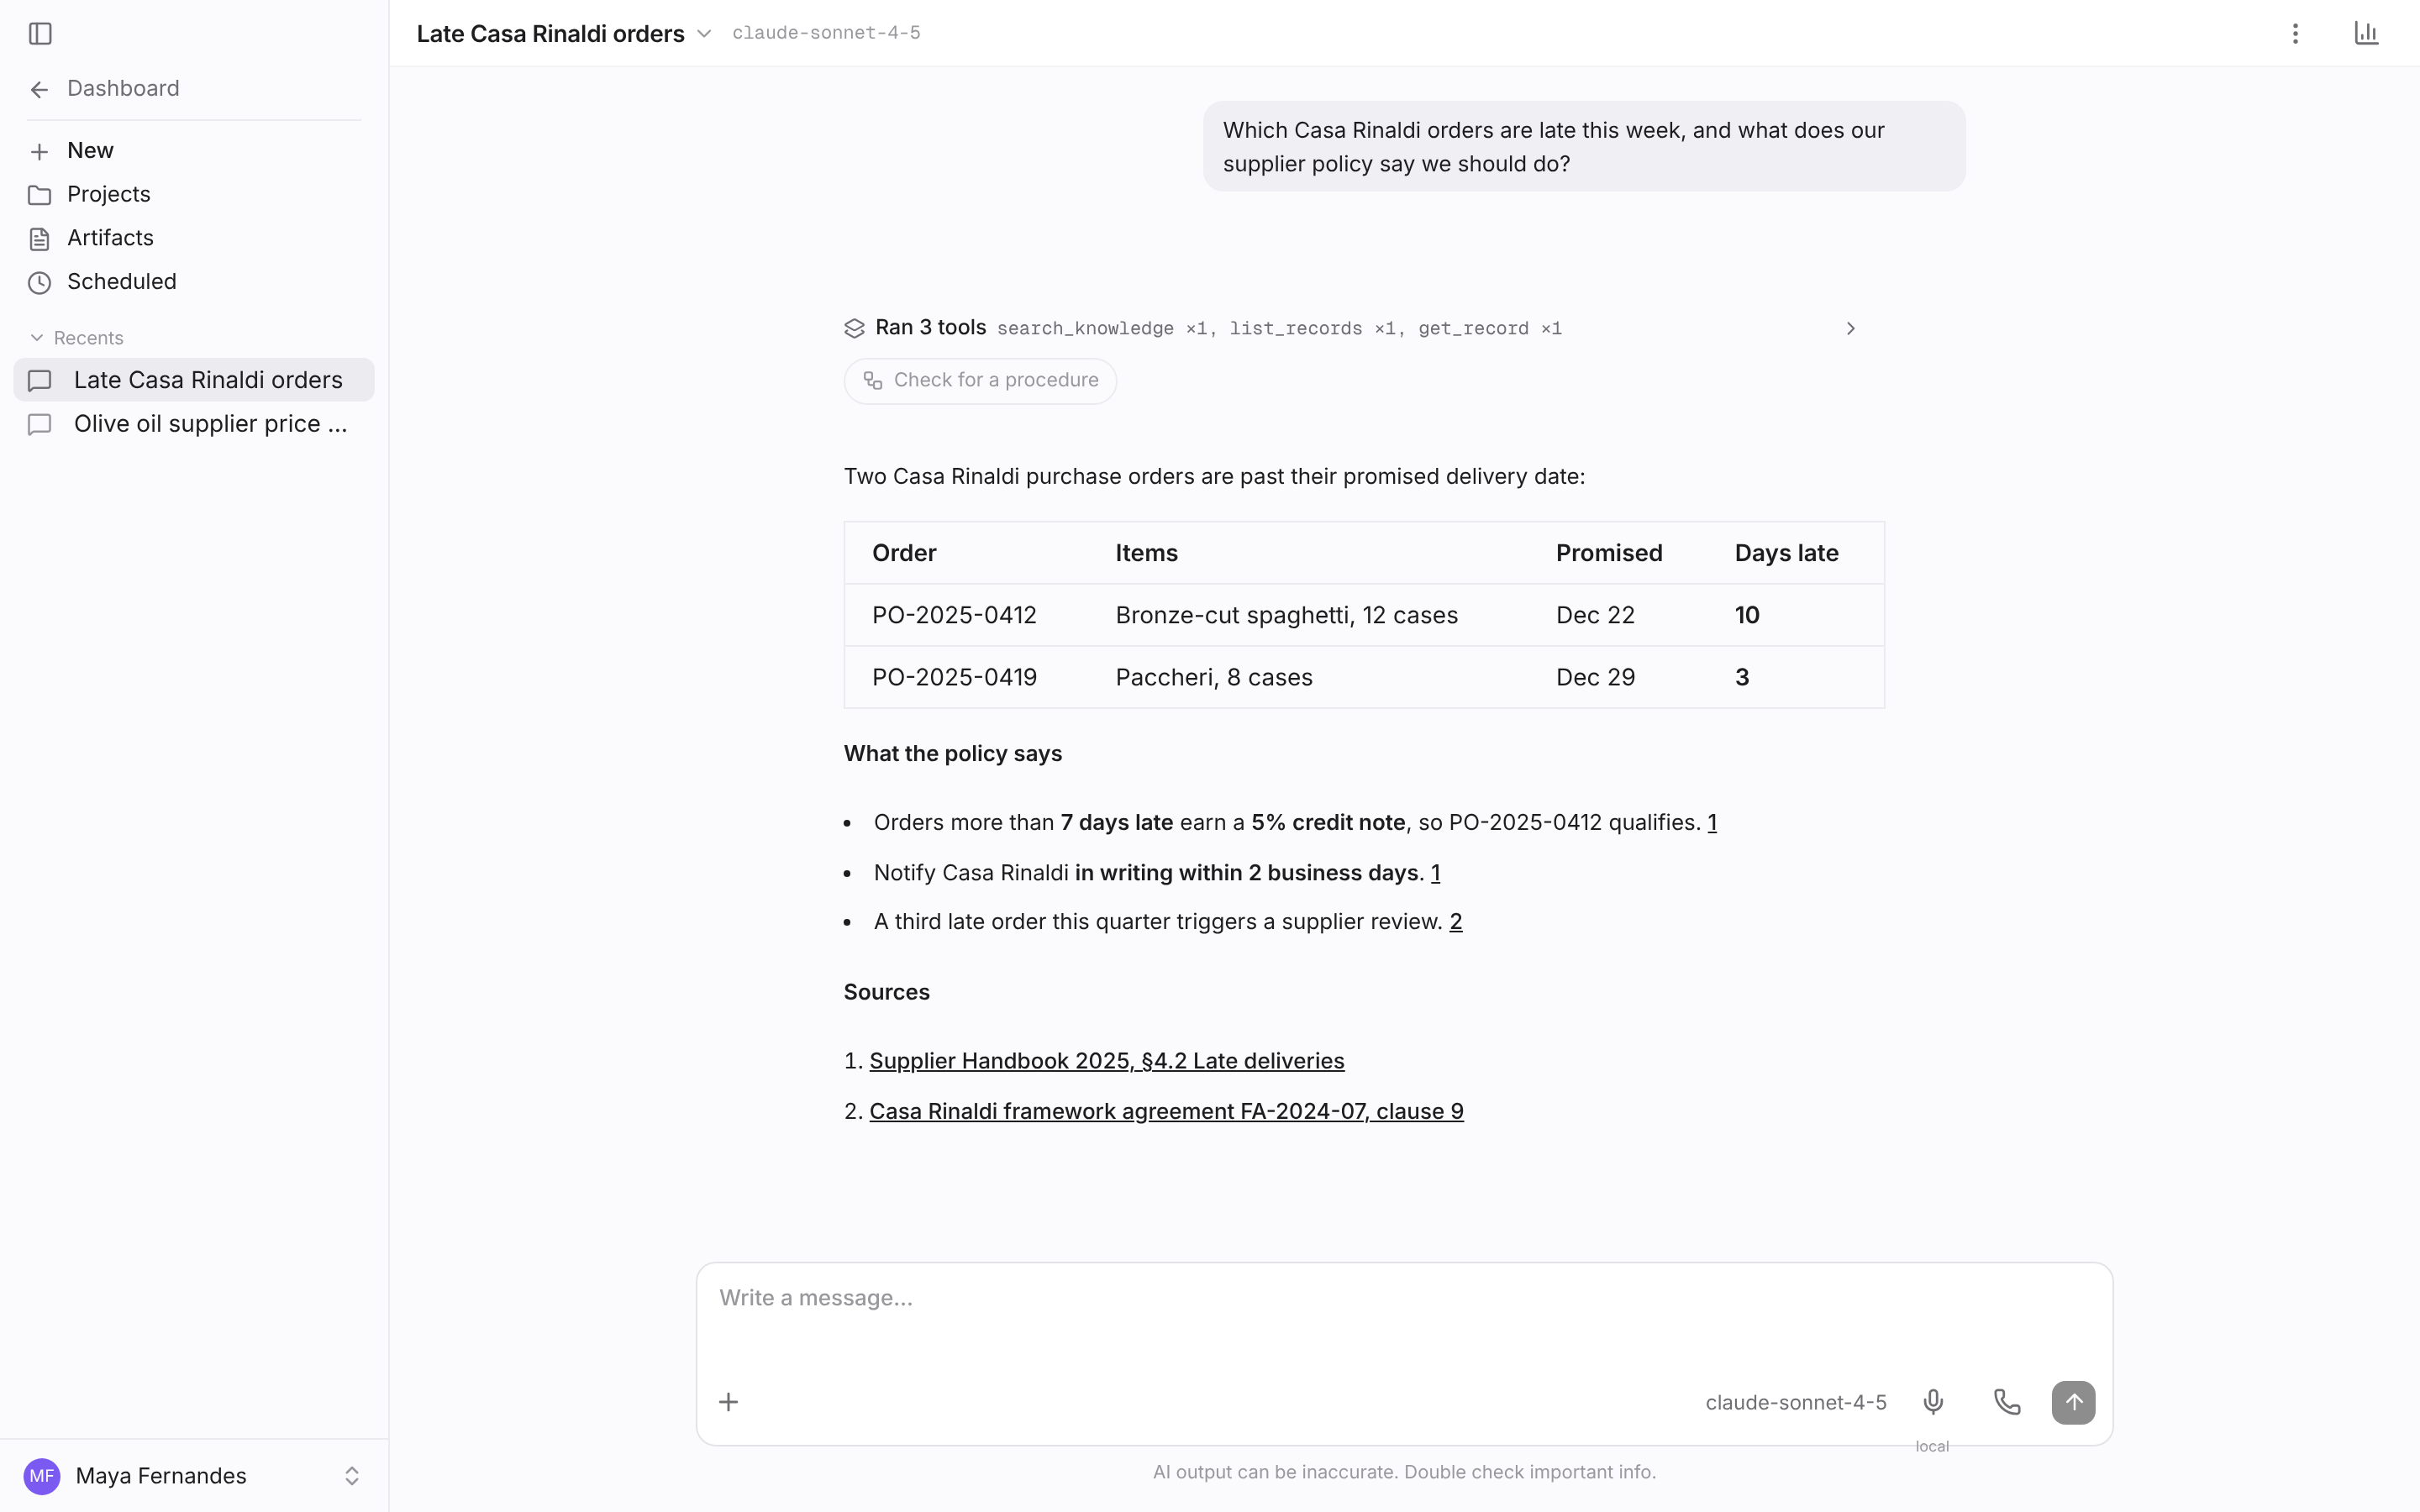 Dashboard
New
Projects
Artifacts
Scheduled
Recents
Late Casa Rinaldi orders
Olive oil supplier price ...
MF Maya Fernandes
Late Casa Rinaldi orders claude-sonnet-4-5
Which Casa Rinaldi orders are late this week, and what does our
supplier policy say we should do?
Ran 3 tools search_knowledge ×1, list_records ×1, get_record ×1
Check for a procedure
Two Casa Rinaldi purchase orders are past their promised delivery date:
Order Items Promised Days late
PO-2025-0412 Bronze-cut spaghetti, 12 cases Dec 22 10
PO-2025-0419 Paccheri, 8 cases Dec 29 3
What the policy says
• Orders more than 7 days late earn a 5% credit note, so PO-2025-0412 qualifies. 1
• Notify Casa Rinaldi in writing within 2 business days. 1
• A third late order this quarter triggers a supplier review. 2
Sources
1. Supplier Handbook 2025, §4.2 Late deliveries
2. Casa Rinaldi framework agreement FA-2024-07, clause 9
Write a message...
claude-sonnet-4-5
local
AI output can be inaccurate. Double check important info.